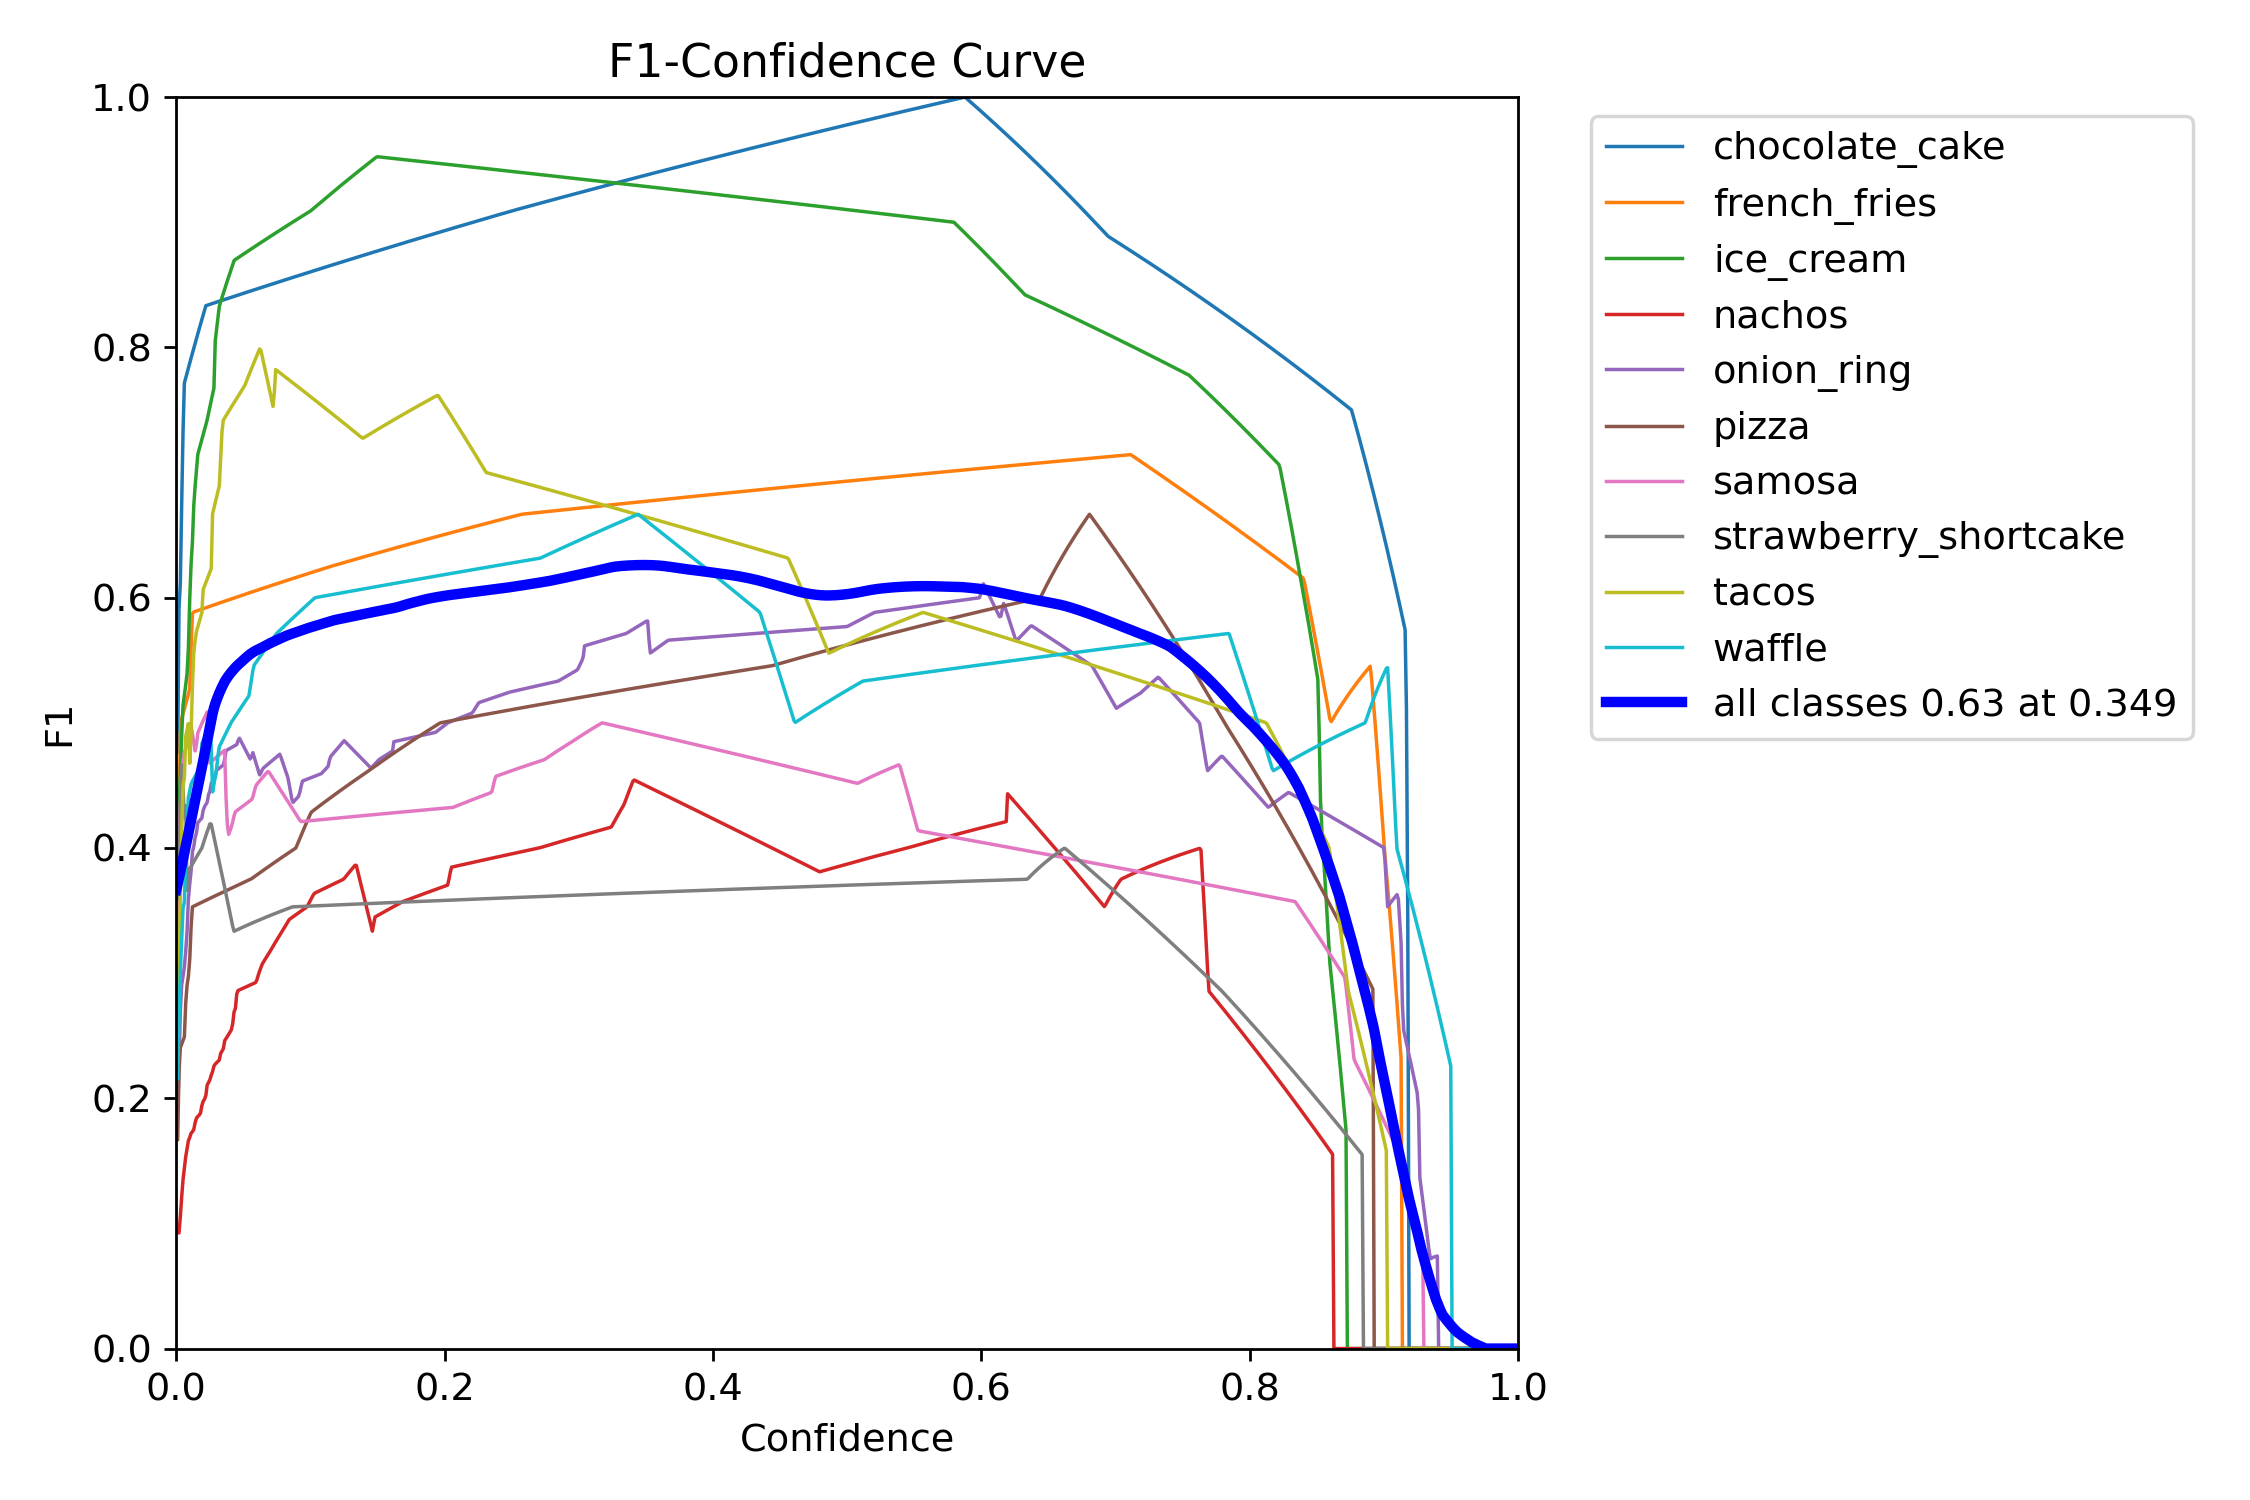 F1-Confidence Curve
1.0
0.8
0.6
0.4
0.2
0.0
F1
0.0 0.2 0.4 0.6 0.8 1.0
Confidence
chocolate_cake
french_fries
ice_cream
nachos
onion_ring
pizza
samosa
strawberry_shortcake
tacos
waffle
all classes 0.63 at 0.349